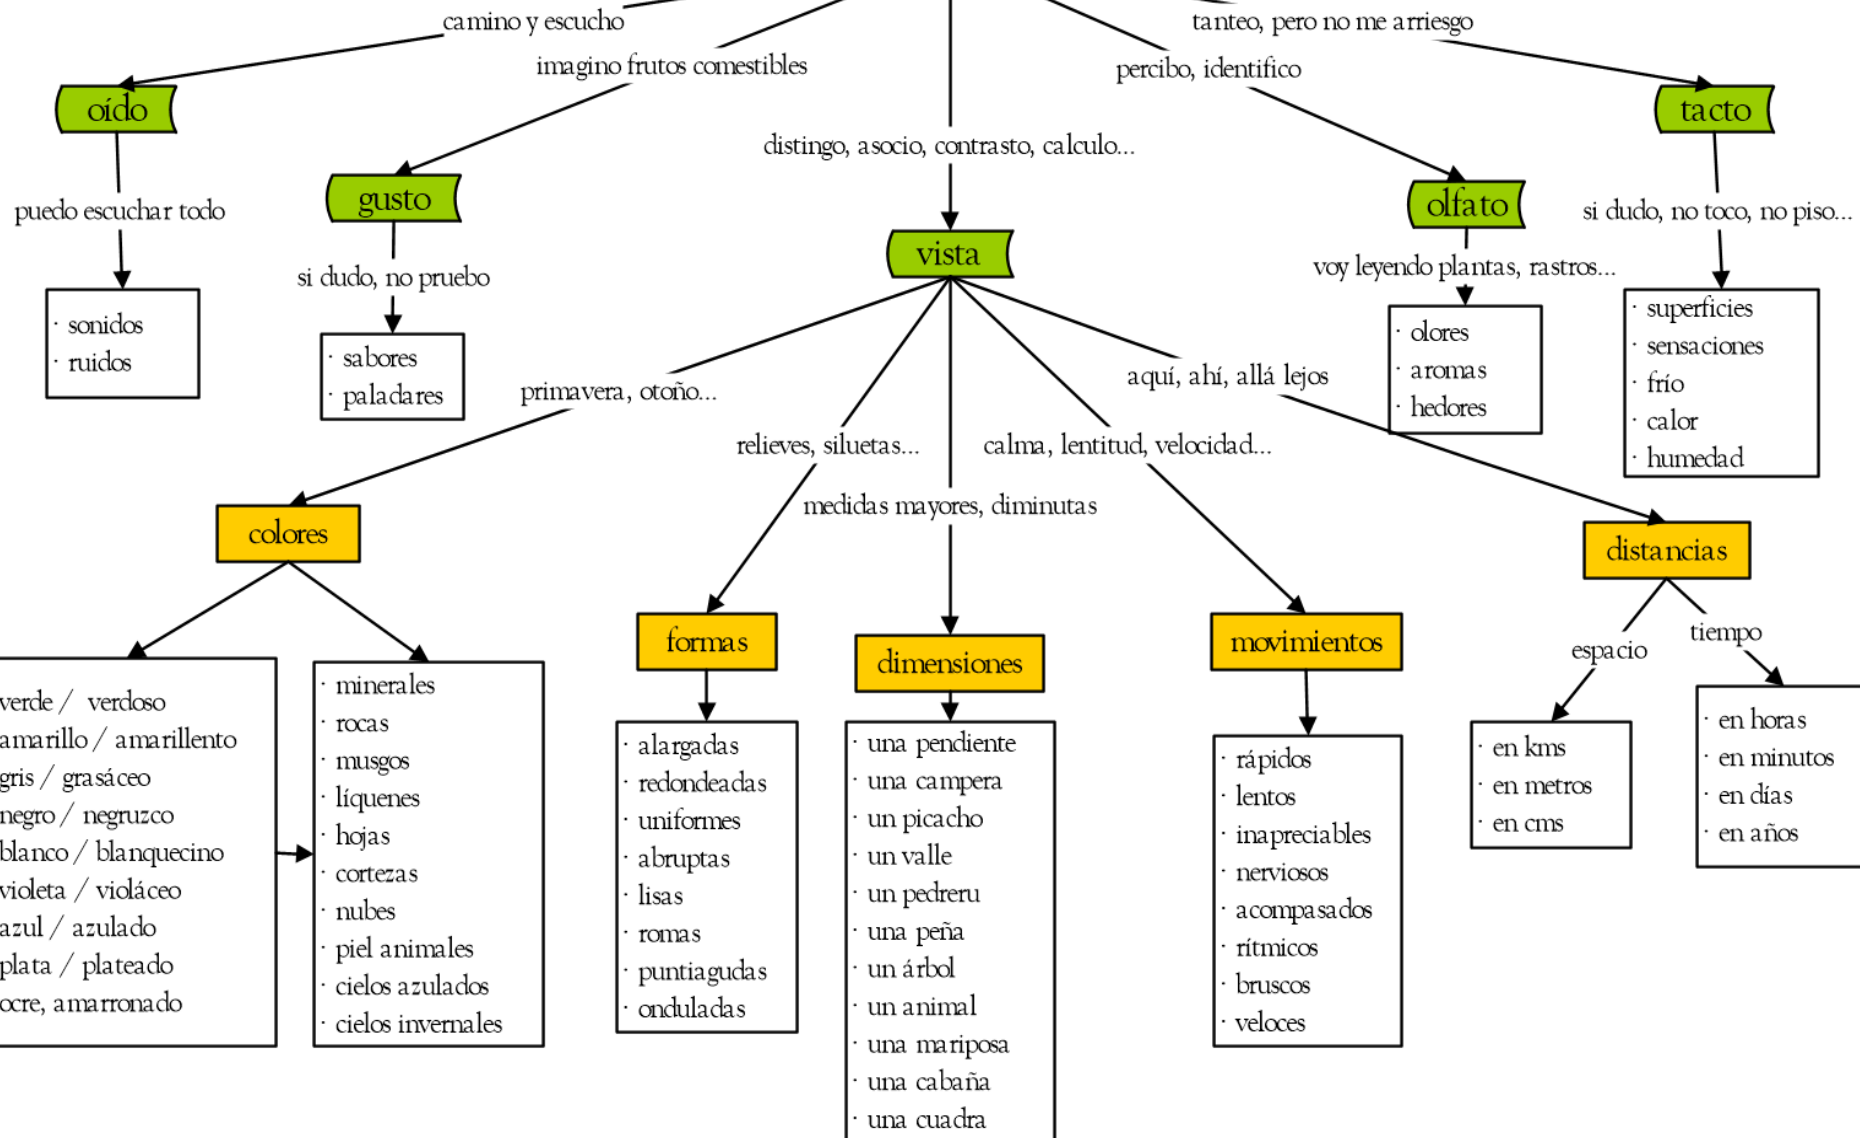 camino y escucho
tanteo, pero no me arriesgo
imagino frutos comestibles
percibo, identifico
oído
tacto
distingo, asocio, contrasto, calculo...
gusto
olfato
puedo escuchar todo
si dudo, no toco, no piso...
vista
si dudo, no pruebo
voy leyendo plantas, rastros...
· sonidos
· ruidos
· sabores
· paladares
· olores
· aromas
· hedores
· superficies
· sensaciones
· frío
· calor
· humedad
primavera, otoño...
aquí, ahí, allá lejos
relieves, siluetas...
calma, lentitud, velocidad...
medidas mayores, diminutas
colores
distancias
formas
dimensiones
movimientos
espacio
tiempo
verde / verdoso
amarillo / amarillento
gris / grasáceo
negro / negruzco
blanco / blanquecino
violeta / violáceo
azul / azulado
plata / plateado
ocre, amarronado
· minerales
· rocas
· musgos
· líquenes
· hojas
· cortezas
· nubes
· piel animales
· cielos azulados
· cielos invernales
· alargadas
· redondeadas
· uniformes
· abruptas
· lisas
· romas
· puntiagudas
· onduladas
· una pendiente
· una campera
· un picacho
· un valle
· un pedreru
· una peña
· un árbol
· un animal
· una mariposa
· una cabaña
· una cuadra
· rápidos
· lentos
· inapreciables
· nerviosos
· acompasados
· rítmicos
· bruscos
· veloces
· en kms
· en metros
· en cms
· en horas
· en minutos
· en días
· en años